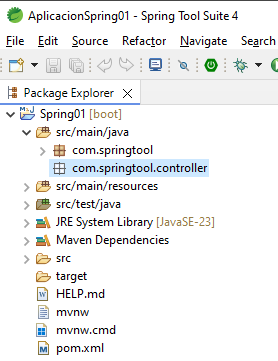 AplicacionSpring01 - Spring Tool Suite 4
File Edit Source Refactor Navigate Search
Package Explorer
Spring01 [boot]
src/main/java
com.springtool
com.springtool.controller
src/main/resources
src/test/java
JRE System Library [JavaSE-23]
Maven Dependencies
src
target
HELP.md
mvnw
mvnw.cmd
pom.xml